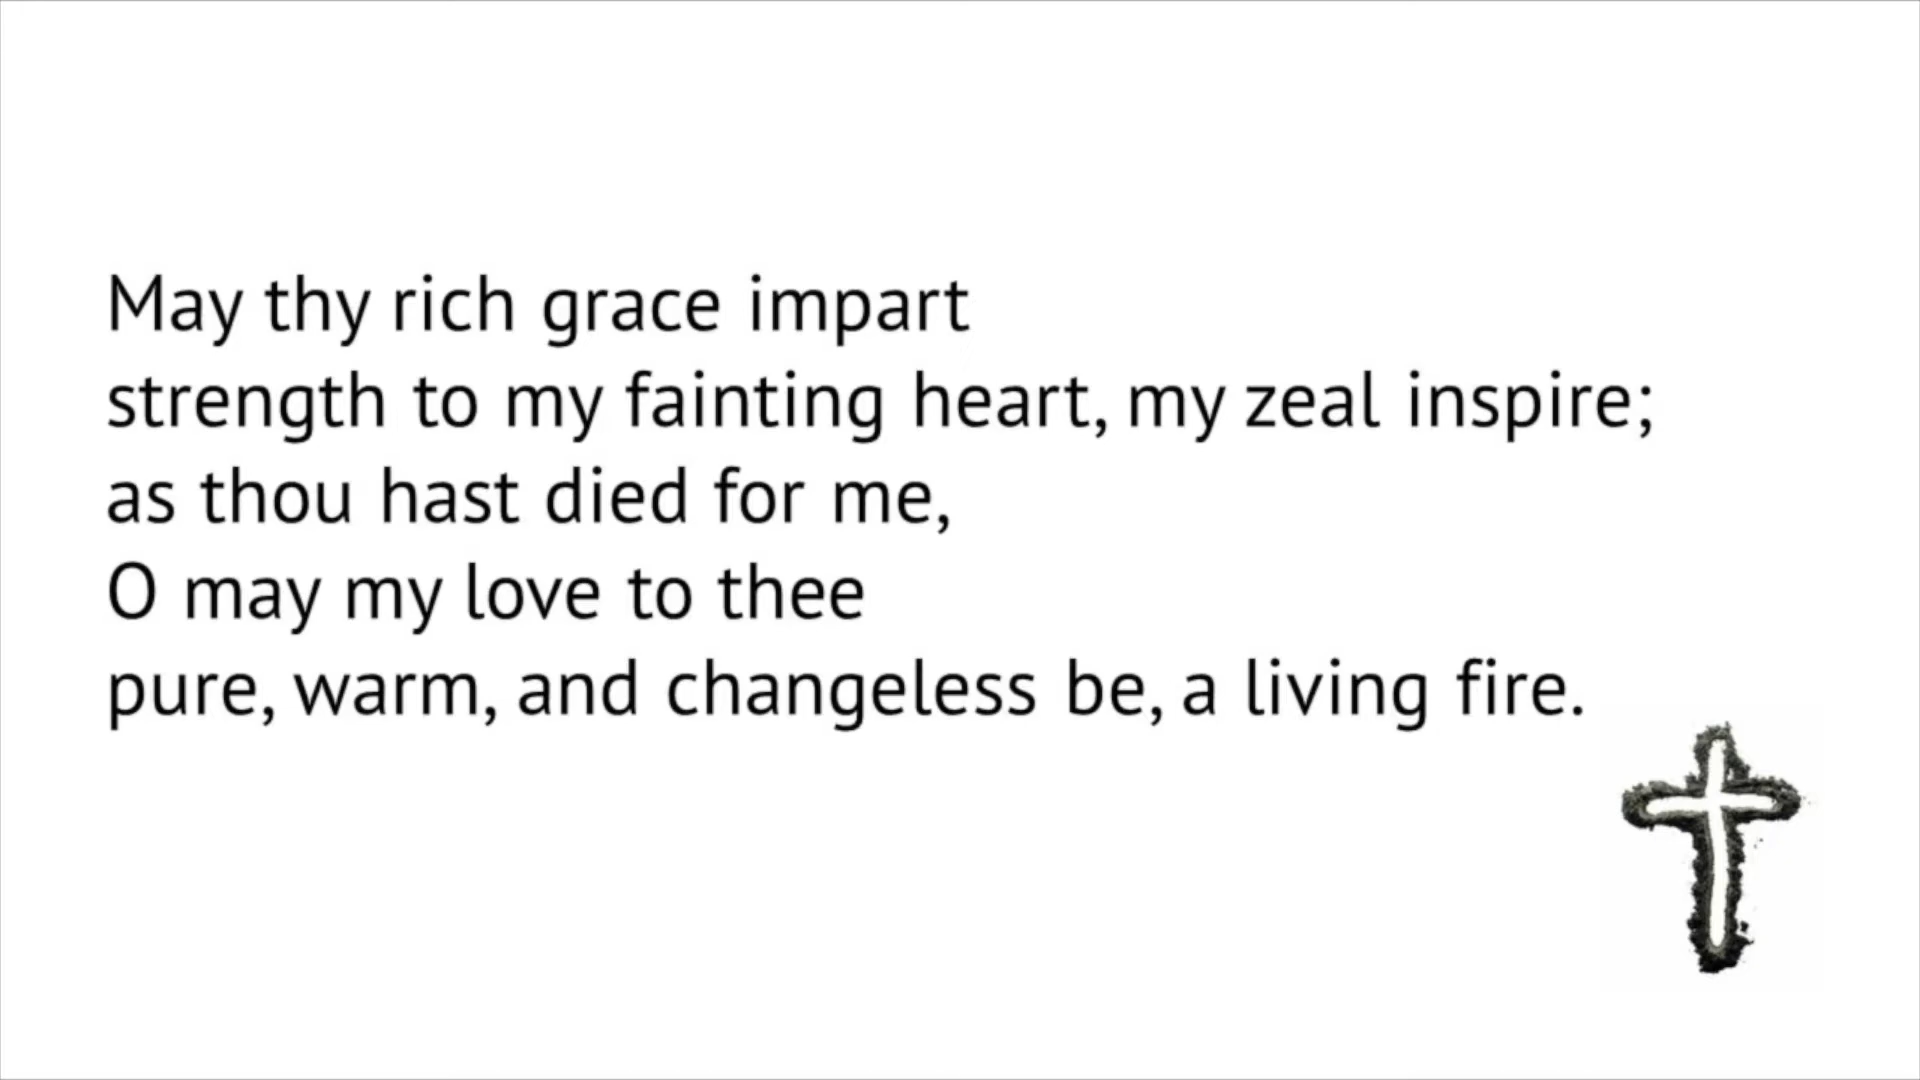 May thy rich grace impart
strength to my fainting heart, my zeal inspire;
as thou hast died for me,
O may my love to thee
pure, warm, and changeless be, a living fire.